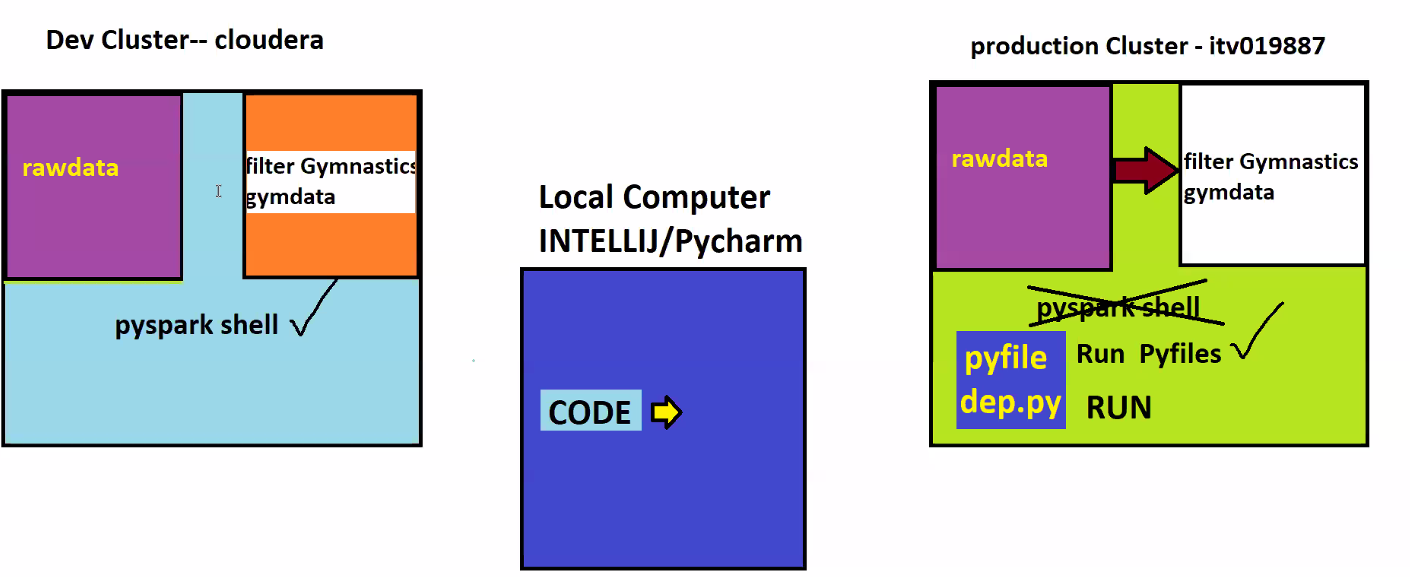 Dev Cluster-- cloudera
rawdata
filter Gymnastics
gymdata
pyspark shell
Local Computer
INTELLIJ/Pycharm
CODE
production Cluster - itv019887
rawdata
filter Gymnastics
gymdata
pyspark shell
pyfile
dep.py
Run Pyfiles
RUN